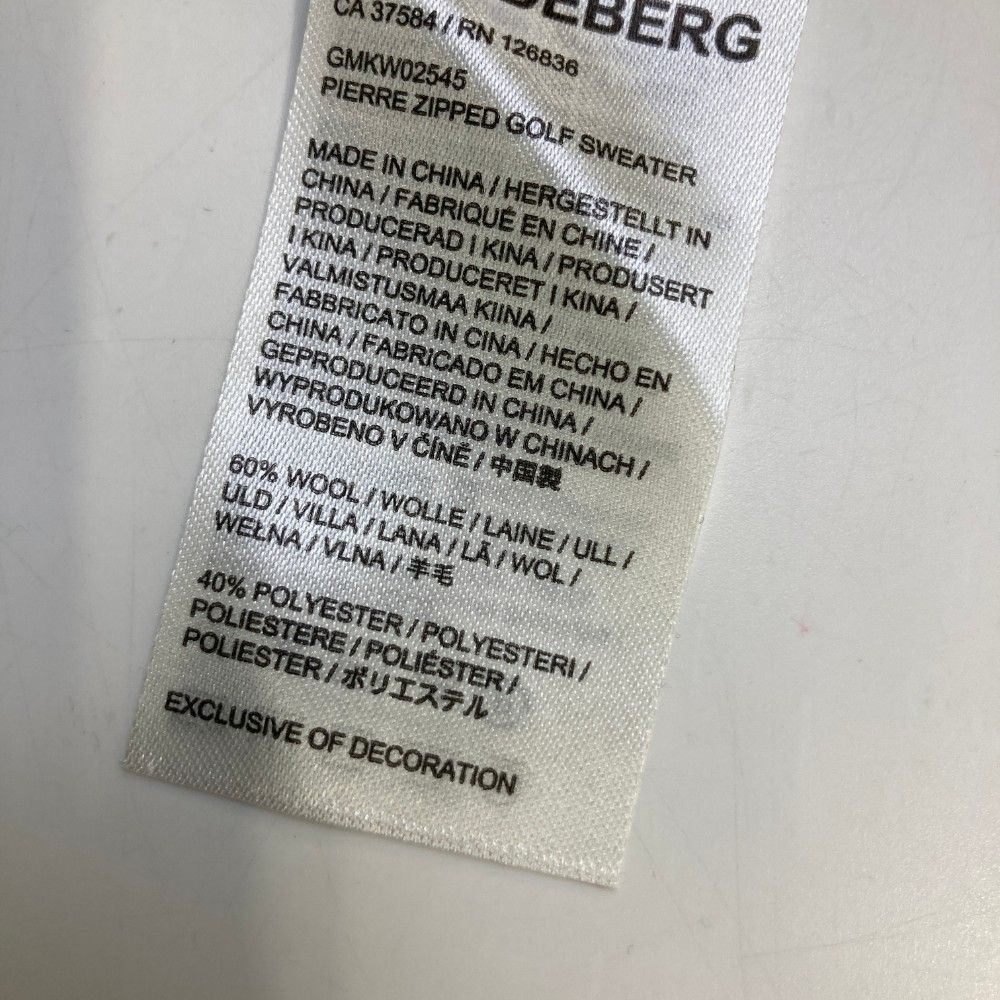 DEBERG
CA 37584 / RN 126836
GMKW02545
PIERRE ZIPPED GOLF SWEATER
MADE IN CHINA / HERGESTELLT IN
CHINA / FABRIQUÉ EN CHINE /
PRODUCERAD I KINA / PRODUSERT
I KINA / PRODUCERET I KINA /
VALMISTUSMAA KIINA /
FABBRICATO IN CINA / HECHO EN
CHINA / FABRICADO EM CHINA /
GEPRODUCEERD IN CHINA /
WYPRODUKOWANO W CHINACH /
VYROBENO V ČÍNĚ / 中国製
60% WOOL / WOLLE / LAINE / ULL /
ULD / VILLA / LANA / LÃ / WOL /
WEŁNA / VLNA / 羊毛
40% POLYESTER / POLYESTERI /
POLIESTERE / POLIÉSTER /
POLIESTER / ポリエステル
EXCLUSIVE OF DECORATION